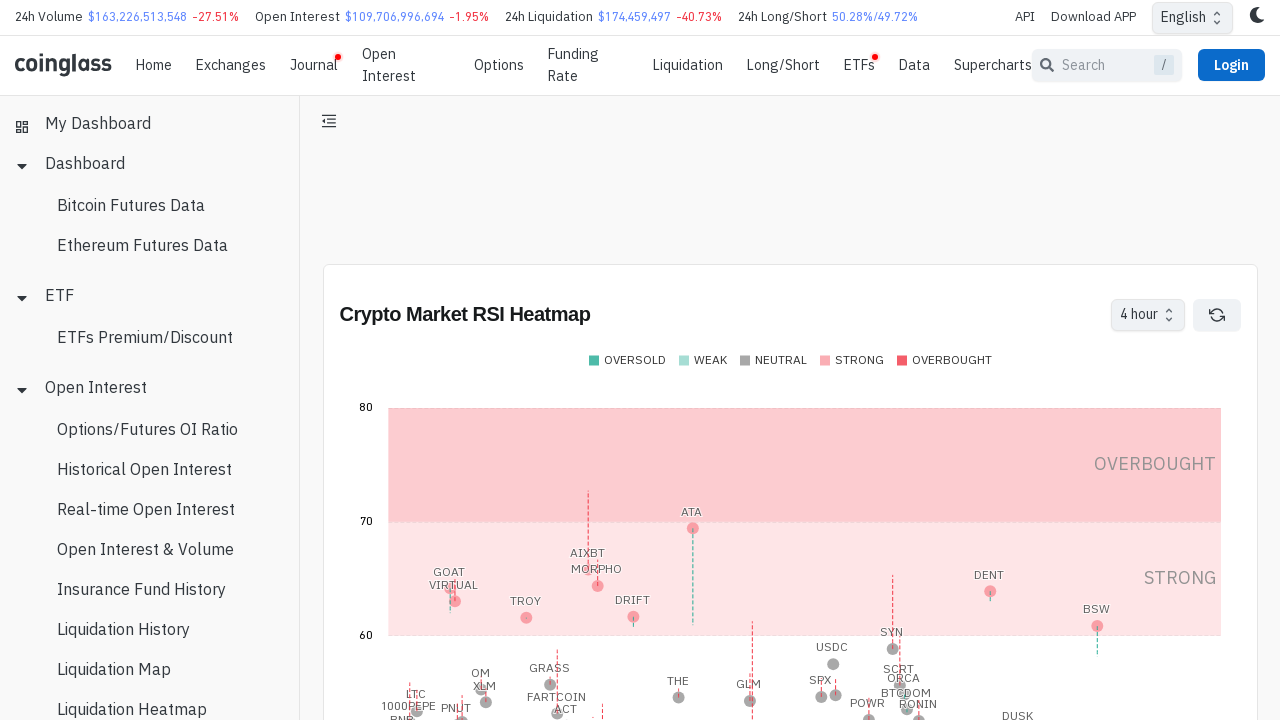 24h Volume $163,226,513,548 -27.51% Open Interest $109,706,996,694 -1.95% 24h Liquidation $174,459,497 -40.73% 24h Long/Short 50.28%/49.72% API Download APP English
coinglass Home Exchanges Journal Open Interest Options Funding Rate Liquidation Long/Short ETFs Data Supercharts Search / Login
My Dashboard
Dashboard
Bitcoin Futures Data
Ethereum Futures Data
ETF
ETFs Premium/Discount
Open Interest
Options/Futures OI Ratio
Historical Open Interest
Real-time Open Interest
Open Interest & Volume
Insurance Fund History
Liquidation History
Liquidation Map
Liquidation Heatmap
Crypto Market RSI Heatmap 4 hour
OVERSOLD WEAK NEUTRAL STRONG OVERBOUGHT
80
OVERBOUGHT
70
ATA
AIXBT
MORPHO
GOAT
VIRTUAL
DENT
STRONG
TROY
DRIFT
BSW
60
SYN
USDC
GRASS
SCRT
OM
THE
SPX
ORCA
XLM
GLM
LTC
FARTCOIN
BTCDOM
1000PEPE
PNUT
ACT
POWR
RONIN
BNB
DUSK